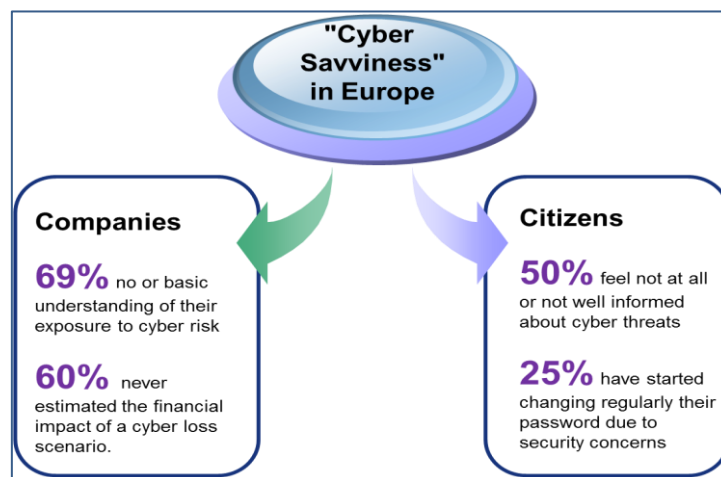 "Cyber
Savviness"
in Europe
Companies
69% no or basic
understanding of their
exposure to cyber risk
60% never
estimated the financial
impact of a cyber loss
scenario.
Citizens
50% feel not at all
or not well informed
about cyber threats
25% have started
changing regularly their
password due to
security concerns